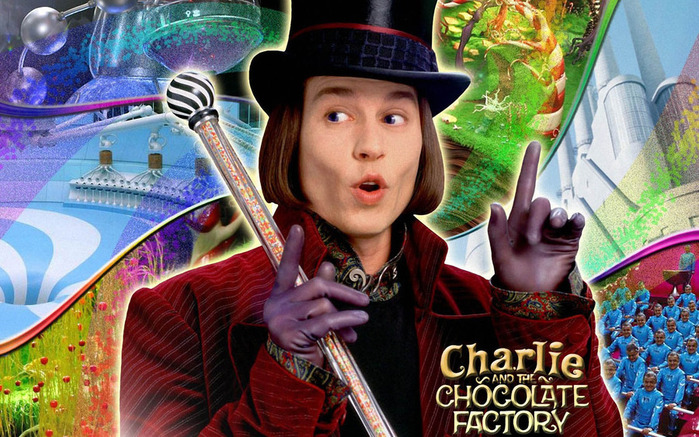 Charlie
AND THE
CHOCOLATE
FACTORY